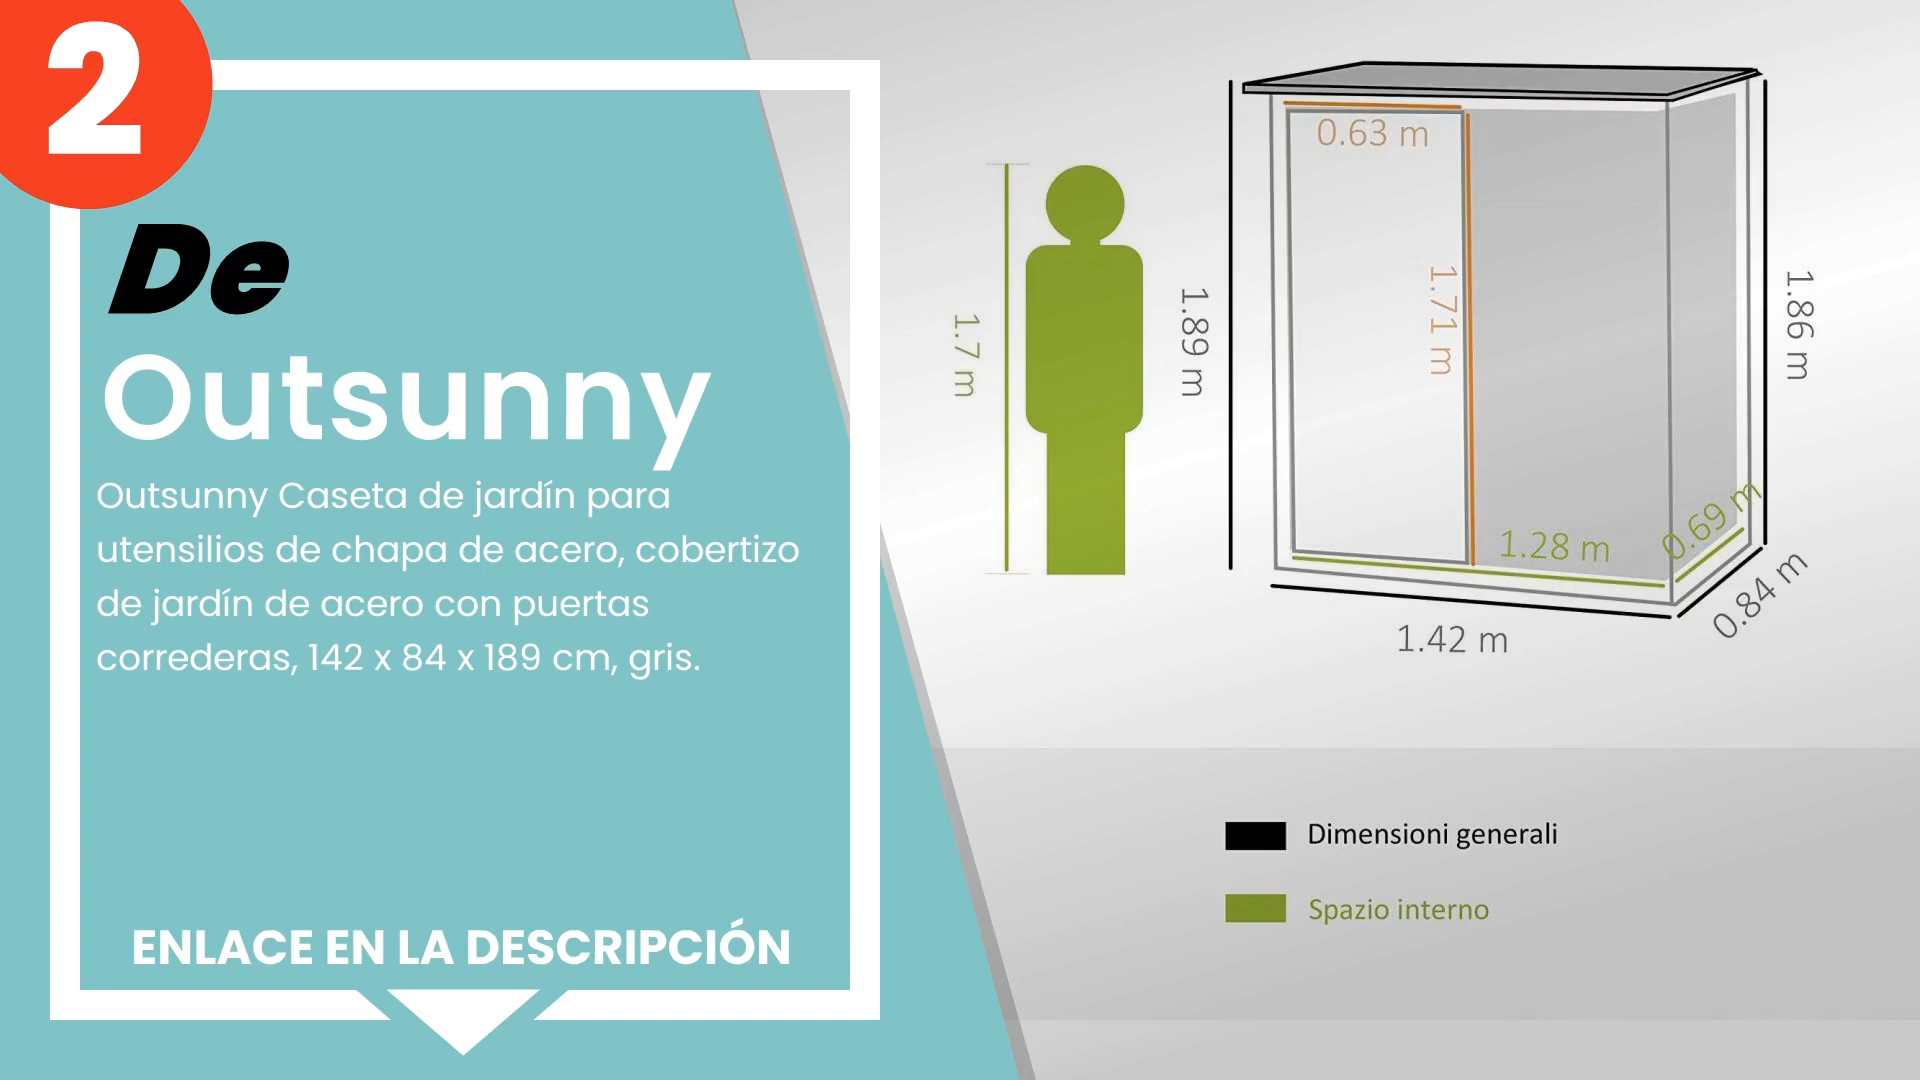 2
De
Outsunny
Outsunny Caseta de jardín para
utensilios de chapa de acero, cobertizo
de jardín de acero con puertas
correderas, 142 x 84 x 189 cm, gris.
ENLACE EN LA DESCRIPCIÓN
1.7 m
1.89 m
0.63 m
1.71 m
1.86 m
1.28 m
0.69 m
0.84 m
1.42 m
Dimensioni generali
Spazio interno